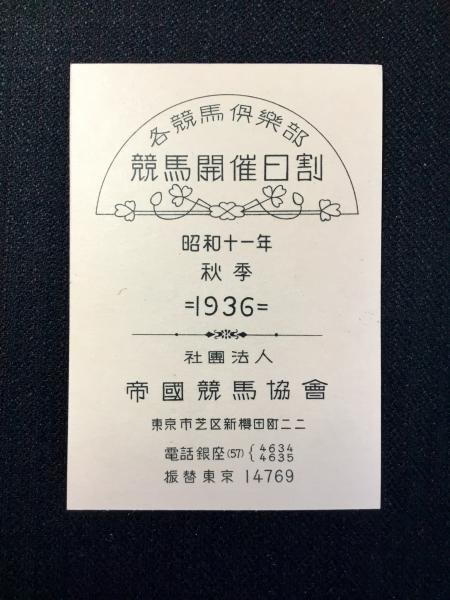 各競馬俱樂部
競馬開催日割
昭和十一年
秋季
=1936=
社團法人
帝國競馬協會
東京市芝区新櫻田町二二
電話銀座(57){4634
4635
振替東京 14769